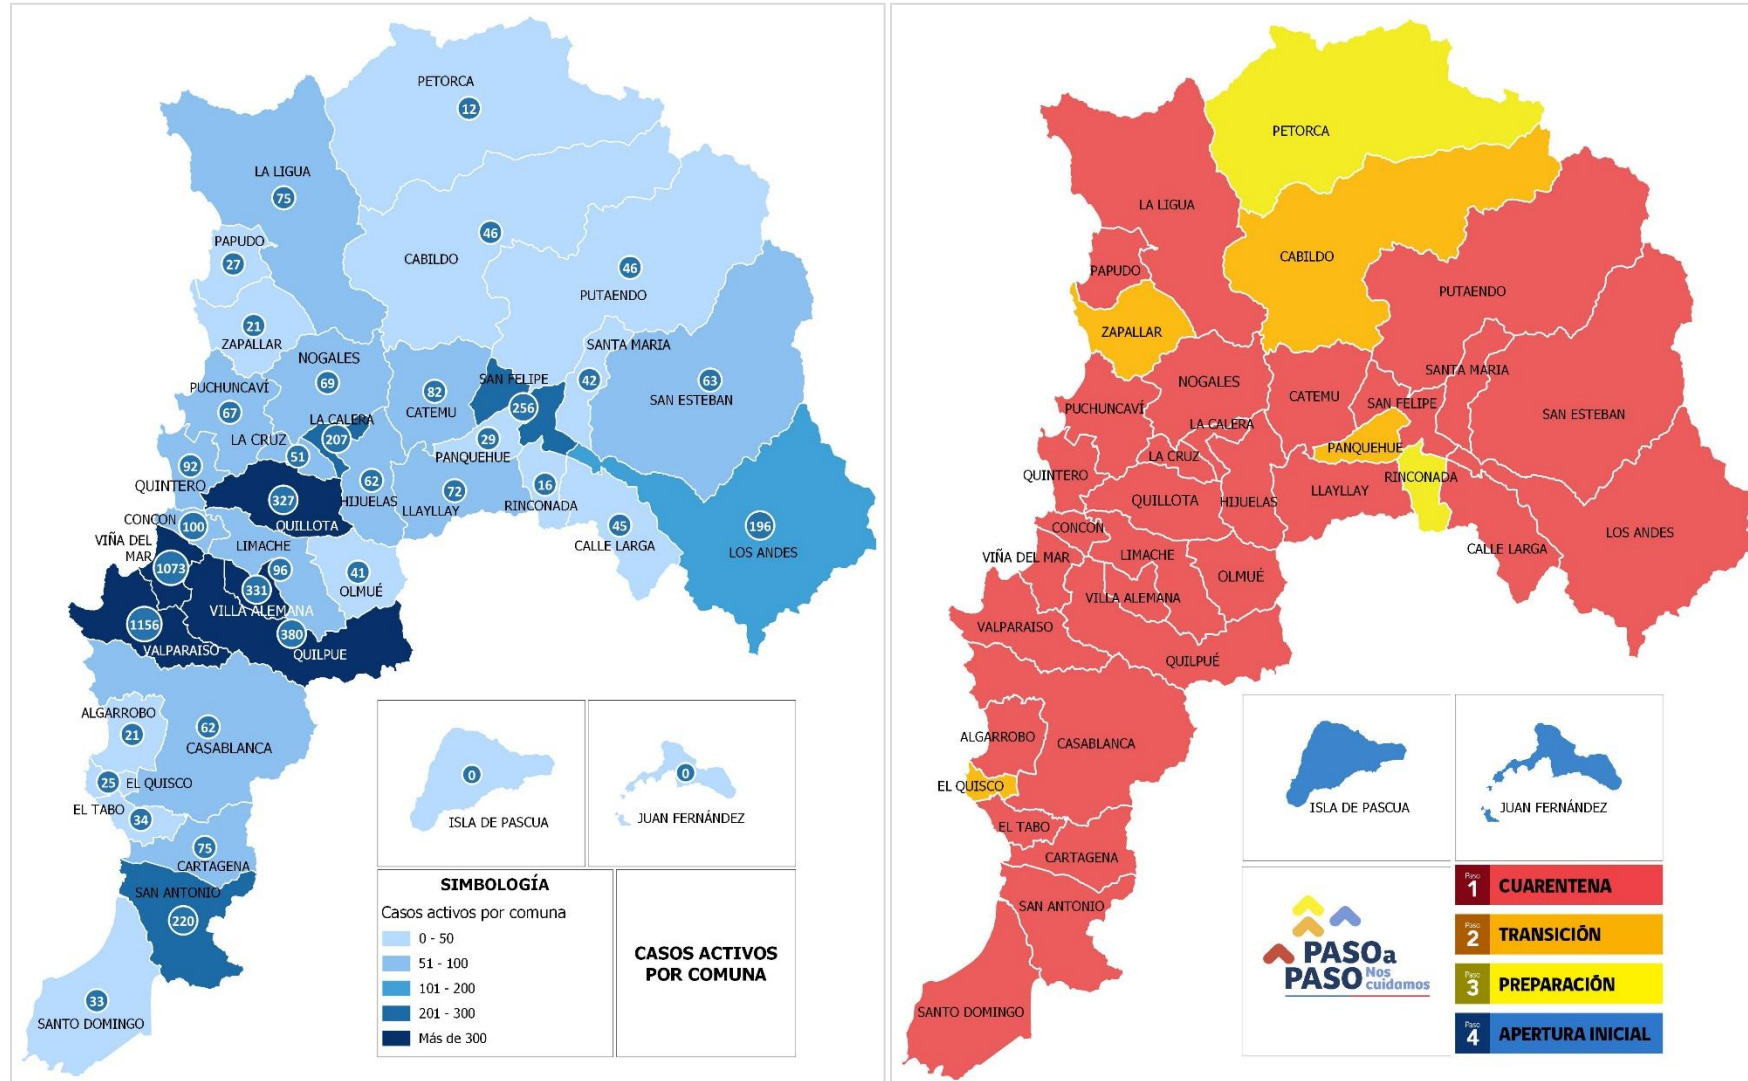 PETORCA
12
LA LIGUA
75
PAPUDO
27
CABILDO
46
46
PUTAENDO
21
ZAPALLAR
NOGALES
69
SANTA MARIA
42
63
SAN ESTEBAN
PUCHUNCAVÍ
67
82
CATEMU
SAN FELIPE
256
LA CALERA
207
LA CRUZ
51
29
PANQUEHUE
92
QUINTERO
62
HIJUELAS
72
LLAYLLAY
16
RINCONADA
327
QUILLOTA
CONCON
100
45
CALLE LARGA
196
LOS ANDES
VIÑA DEL
MAR
1073
LIMACHE
96
41
OLMUÉ
331
VILLA ALEMANA
1156
VALPARAISO
380
QUILPUE
ALGARROBO
21
62
CASABLANCA
25
EL QUISCO
EL TABO
34
75
CARTAGENA
SAN ANTONIO
220
33
SANTO DOMINGO
0
ISLA DE PASCUA
0
JUAN FERNÁNDEZ
SIMBOLOGÍA
Casos activos por comuna
0 - 50
51 - 100
101 - 200
201 - 300
Más de 300
CASOS ACTIVOS
POR COMUNA
PETORCA
LA LIGUA
CABILDO
PAPUDO
PUTAENDO
ZAPALLAR
SANTA MARIA
NOGALES
CATEMU
SAN FELIPE
PUCHUNCAVÍ
SAN ESTEBAN
LA CALERA
PANQUEHUE
LA CRUZ
QUINTERO
RINCONADA
LLAYLLAY
QUILLOTA
HIJUELAS
CONCÓN
LOS ANDES
CALLE LARGA
VIÑA DEL MAR
LIMACHE
OLMUÉ
VILLA ALEMANA
VALPARAISO
QUILPUÉ
ALGARROBO
CASABLANCA
EL QUISCO
EL TABO
CARTAGENA
SAN ANTONIO
SANTO DOMINGO
ISLA DE PASCUA
JUAN FERNÁNDEZ
PASO a
PASO Nos
cuidamos
Paso
1 CUARENTENA
Paso
2 TRANSICIÓN
Paso
3 PREPARACIÓN
Paso
4 APERTURA INICIAL